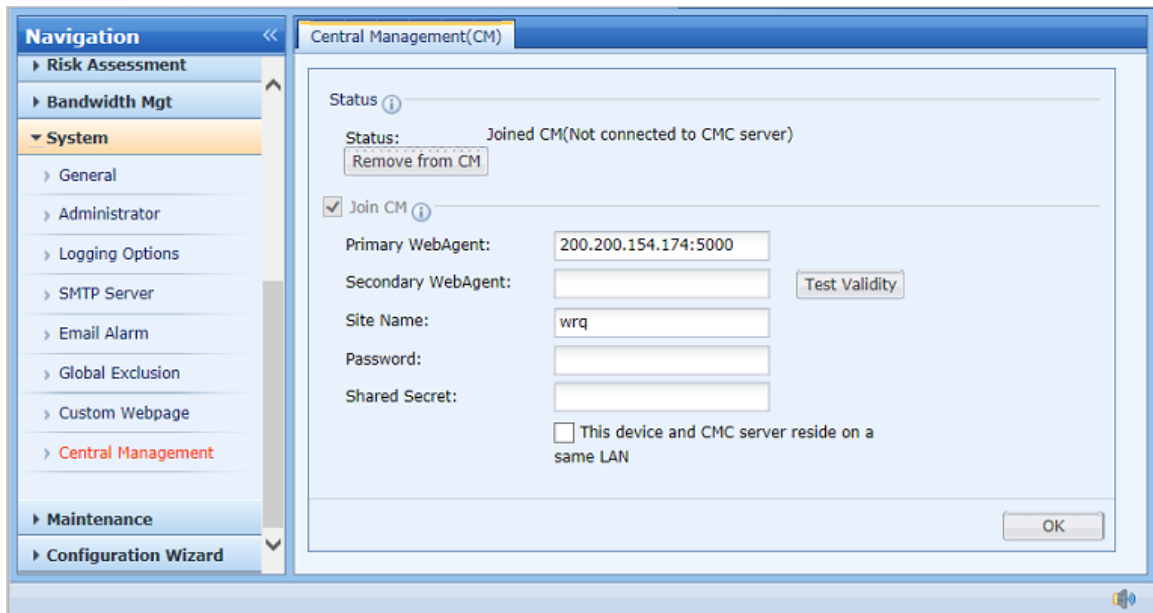 Navigation
Risk Assessment
Bandwidth Mgt
System
General
Administrator
Logging Options
SMTP Server
Email Alarm
Global Exclusion
Custom Webpage
Central Management
Maintenance
Configuration Wizard
Central Management(CM)
Status
Status: Joined CM(Not connected to CMC server)
Remove from CM
Join CM
Primary WebAgent: 200.200.154.174:5000
Secondary WebAgent: Test Validity
Site Name: wrq
Password:
Shared Secret:
This device and CMC server reside on a
same LAN
OK